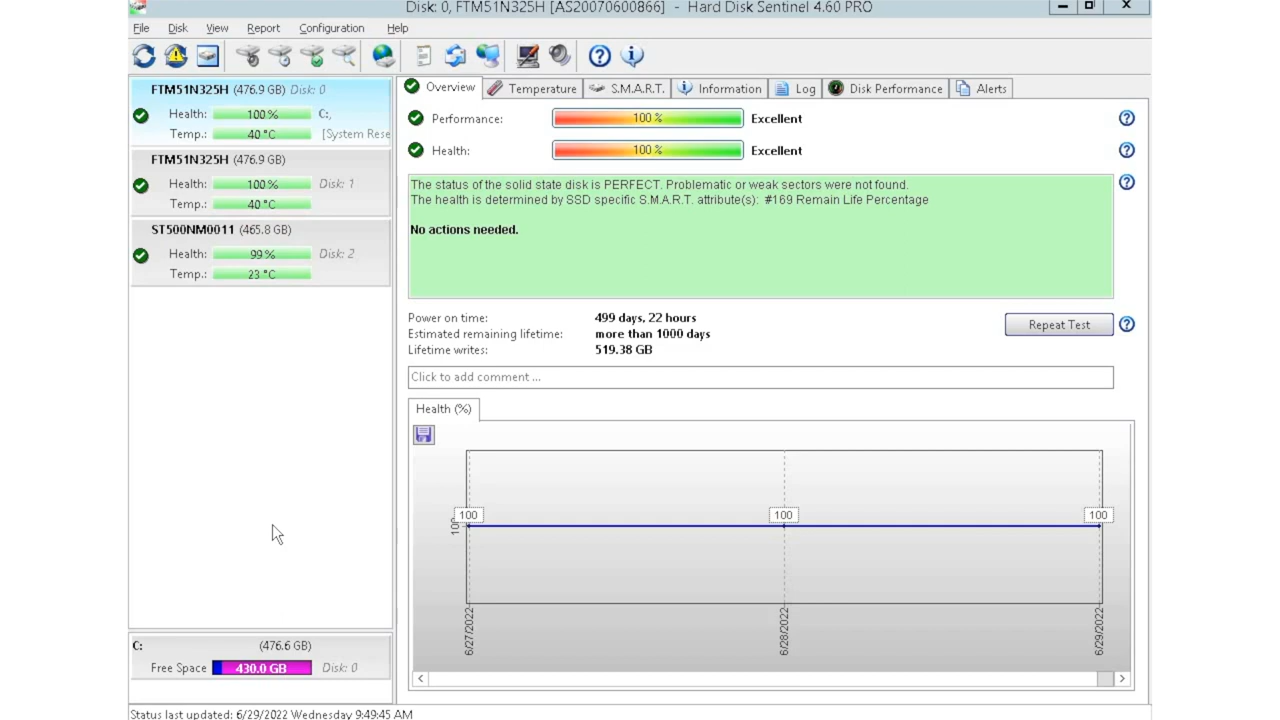 Disk: 0, FTM51N325H [AS20070600866] - Hard Disk Sentinel 4.60 PRO
File Disk View Report Configuration Help
FTM51N325H (476.9 GB) Disk: 0
Health: 100 % C:,
Temp.: 40 °C [System Rese
FTM51N325H (476.9 GB)
Health: 100 % Disk: 1
Temp.: 40 °C
ST500NM0011 (465.8 GB)
Health: 99 % Disk: 2
Temp.: 23 °C
C: (476.6 GB)
Free Space 430.0 GB Disk: 0
Overview Temperature S.M.A.R.T. Information Log Disk Performance Alerts
Performance: 100 % Excellent
Health: 100 % Excellent
The status of the solid state disk is PERFECT. Problematic or weak sectors were not found.
The health is determined by SSD specific S.M.A.R.T. attribute(s): #169 Remain Life Percentage
No actions needed.
Power on time: 499 days, 22 hours
Estimated remaining lifetime: more than 1000 days
Lifetime writes: 519.38 GB
Repeat Test
Click to add comment ...
Health (%)
100
100 100 100
6/27/2022 6/28/2022 6/29/2022
Status last updated: 6/29/2022 Wednesday 9:49:45 AM